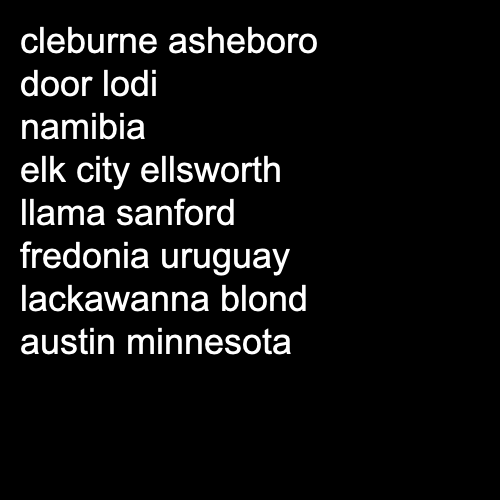 cleburne asheboro
door lodi
namibia
elk city ellsworth
llama sanford
fredonia uruguay
lackawanna blond
austin minnesota